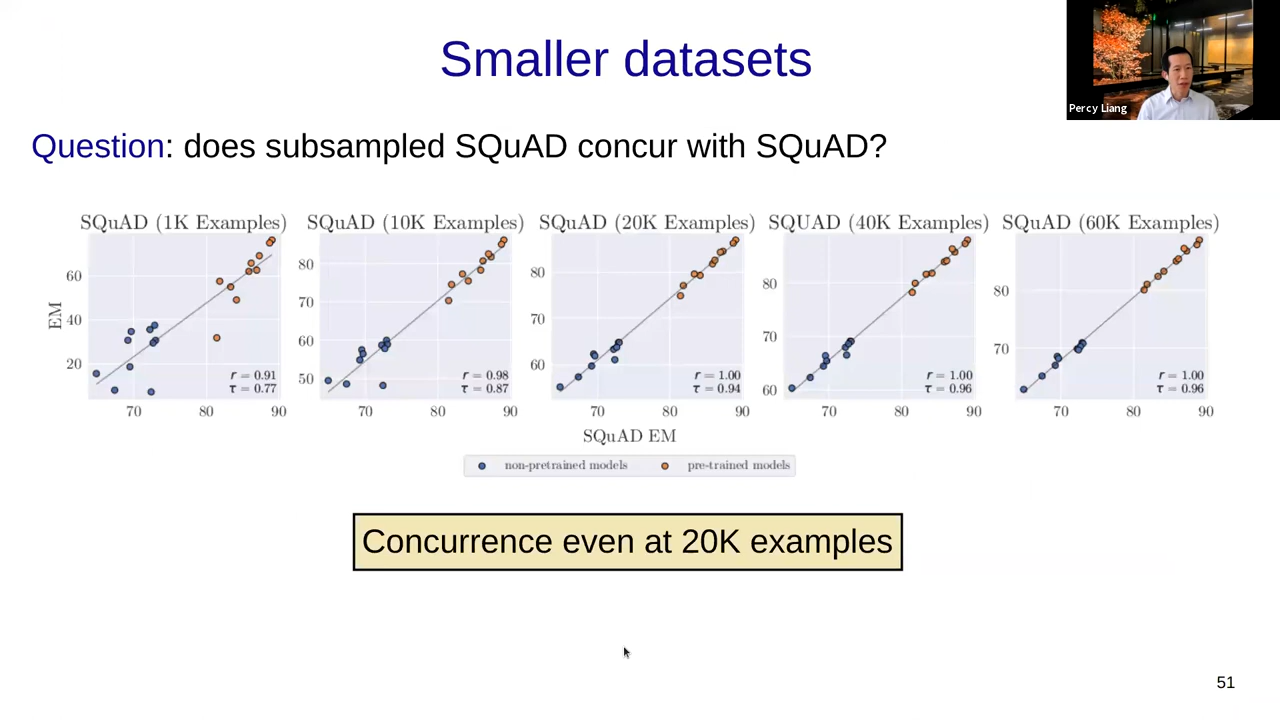 Smaller datasets
Percy Liang
Question: does subsampled SQuAD concur with SQuAD?
SQuAD (1K Examples)
SQuAD (10K Examples)
SQuAD (20K Examples)
SQUAD (40K Examples)
SQuAD (60K Examples)
EM
60
40
20
r = 0.91
τ = 0.77
70 80 90
80
70
60
50
r = 0.98
τ = 0.87
70 80 90
80
70
60
r = 1.00
τ = 0.94
70 80 90
80
70
60
r = 1.00
τ = 0.96
70 80 90
80
70
r = 1.00
τ = 0.96
70 80 90
SQuAD EM
non-pretrained models pre-trained models
Concurrence even at 20K examples
51